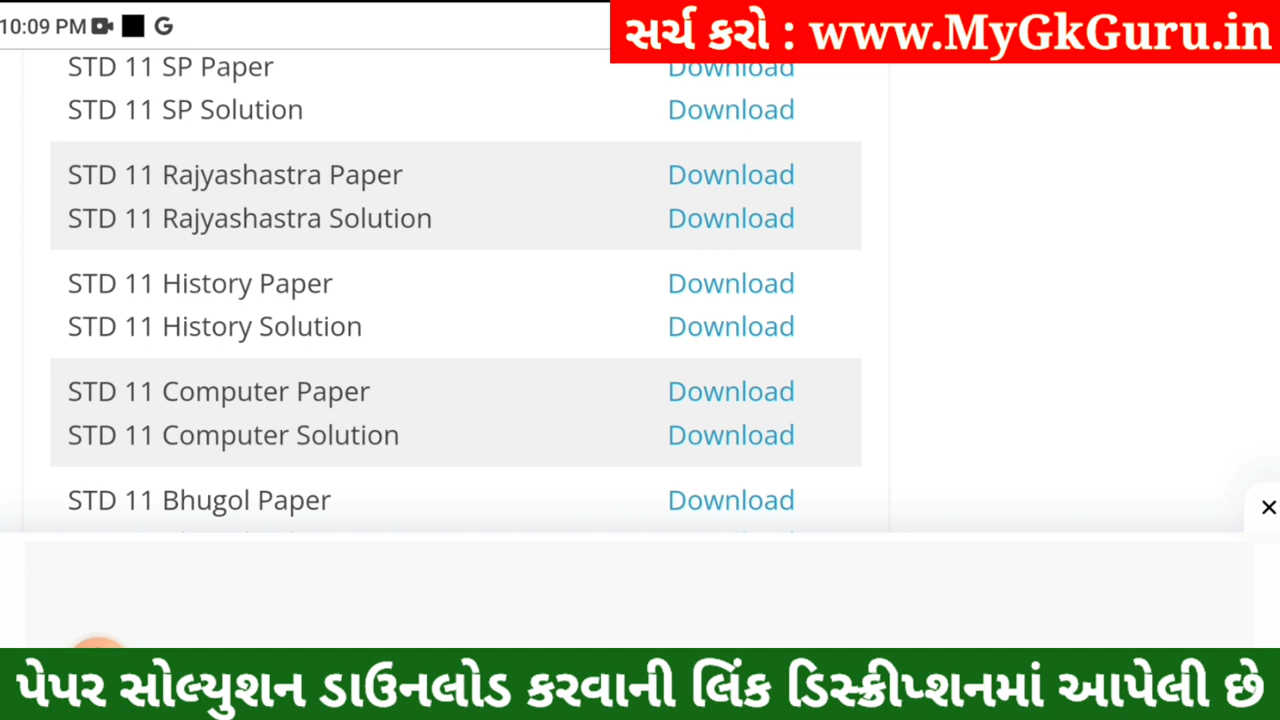 10:09 PM
સર્ચ કરો : www.MyGkGuru.in
STD 11 SP Paper Download
STD 11 SP Solution Download
STD 11 Rajyashastra Paper Download
STD 11 Rajyashastra Solution Download
STD 11 History Paper Download
STD 11 History Solution Download
STD 11 Computer Paper Download
STD 11 Computer Solution Download
STD 11 Bhugol Paper Download
પેપર સોલ્યુશન ડાઉનલોડ કરવાની લિંક ડિસ્ક્રીપ્શનમાં આપેલી છે